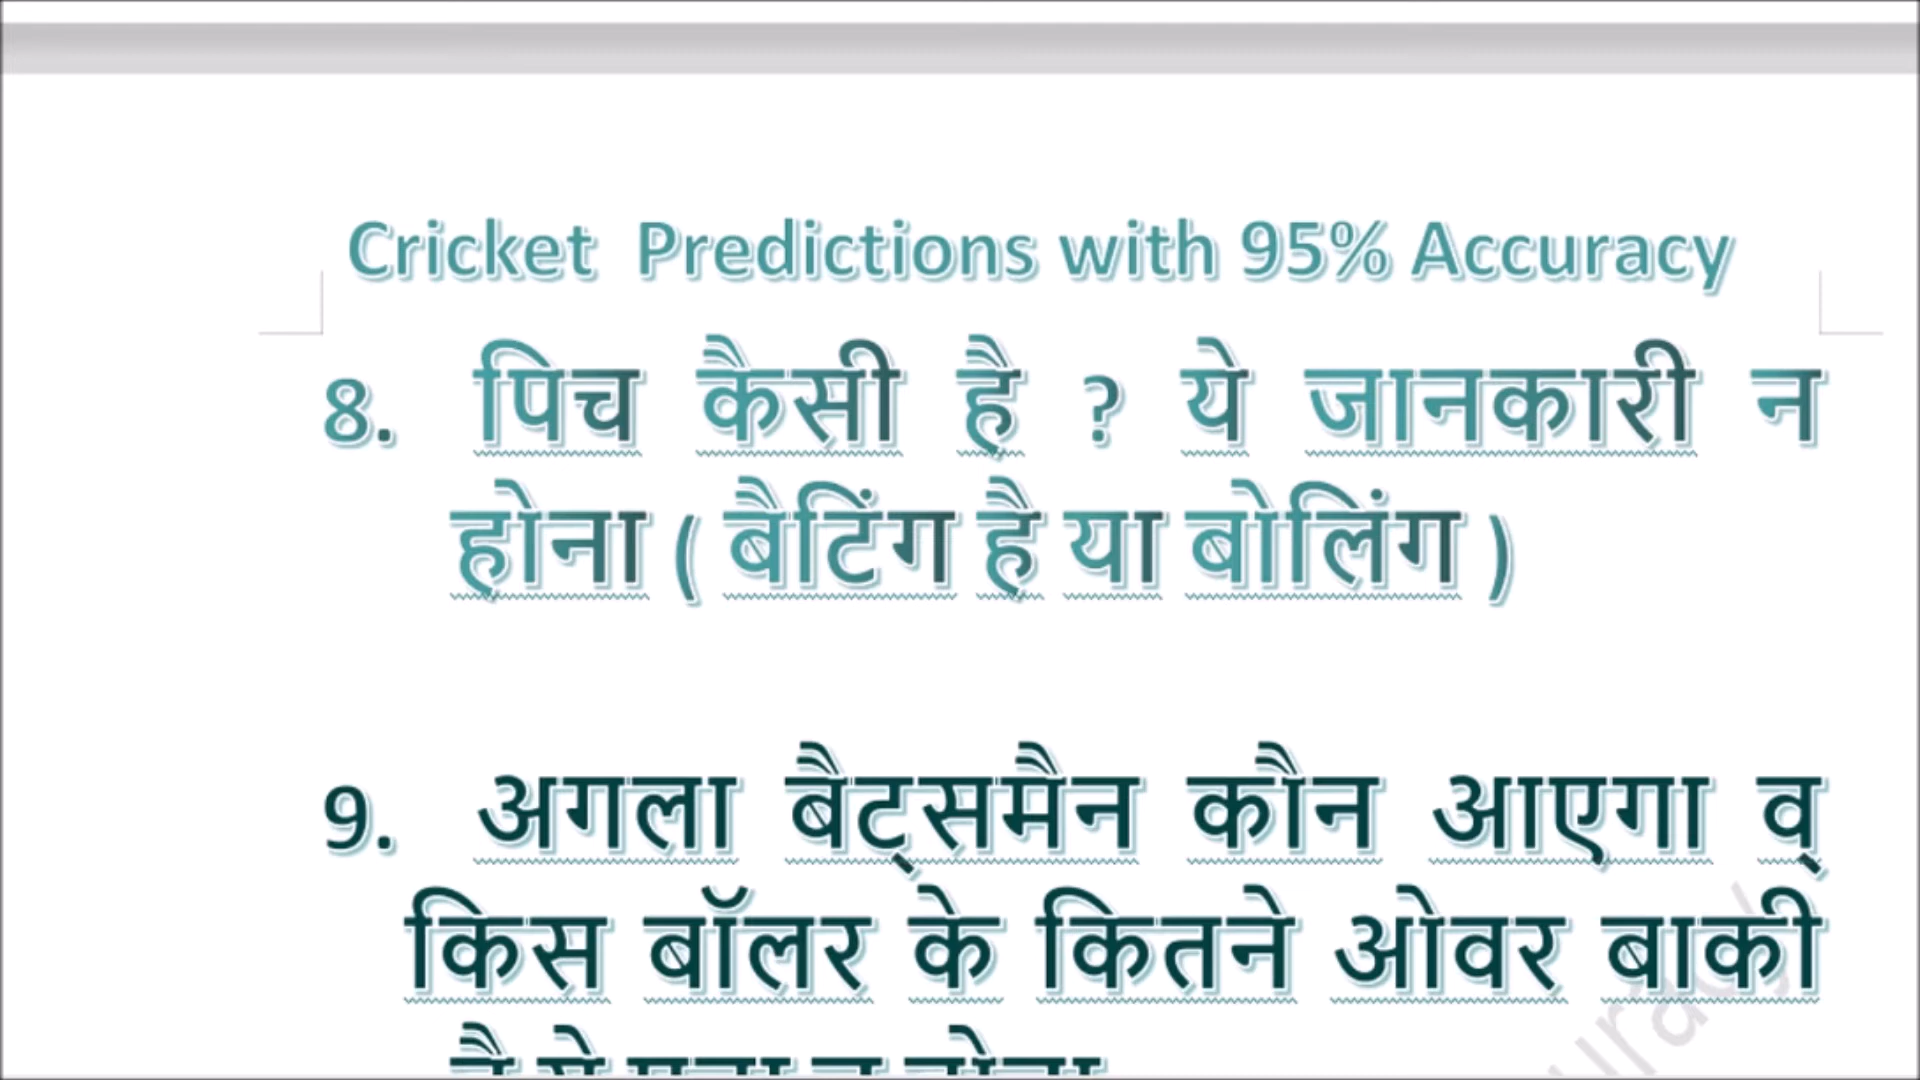 Cricket Predictions with 95% Accuracy
8. पिच कैसी है ? ये जानकारी न
होना ( बैटिंग है या बोलिंग )
9. अगला बैट्समैन कौन आएगा व्
किस बॉलर के कितने ओवर बाकी